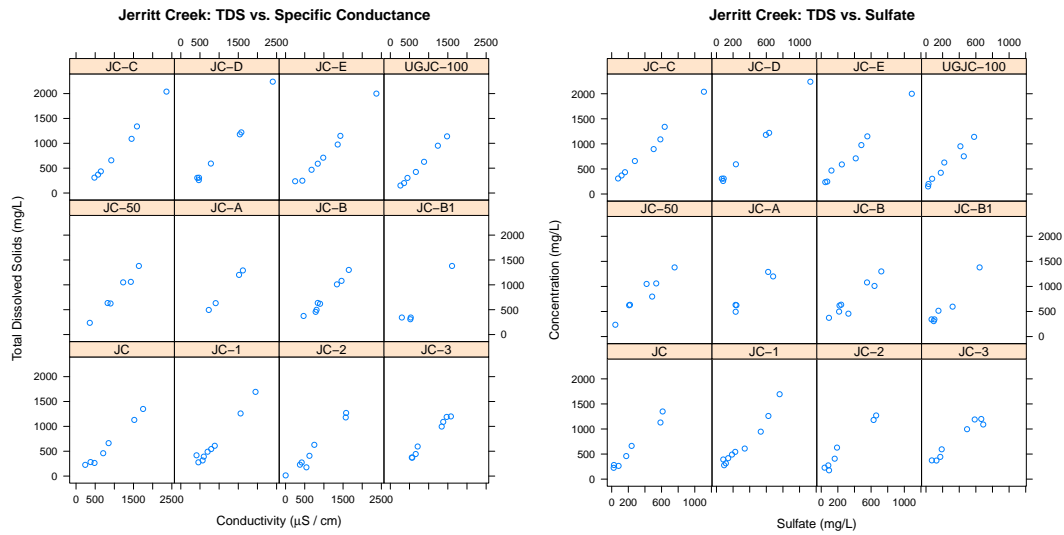 Jerritt Creek: TDS vs. Specific Conductance
0 500 1500 2500 0 500 1500 2500
JC−C JC−D JC−E UGJC−100
2000
1500
1000
500
0
JC−50 JC−A JC−B JC−B1
2000
1500
1000
500
0
JC JC−1 JC−2 JC−3
2000
1500
1000
500
0
0 500 1500 2500 0 500 1500 2500
Total Dissolved Solids (mg/L)
Conductivity (μS / cm)
Jerritt Creek: TDS vs. Sulfate
0 200 600 1000 0 200 600 1000
JC−C JC−D JC−E UGJC−100
2000
1500
1000
500
0
JC−50 JC−A JC−B JC−B1
2000
1500
1000
500
0
JC JC−1 JC−2 JC−3
2000
1500
1000
500
0
0 200 600 1000 0 200 600 1000
Concentration (mg/L)
Sulfate (mg/L)